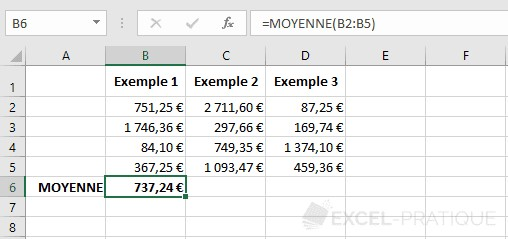 B6 fx =MOYENNE(B2:B5)
A B C D E F
1 Exemple 1 Exemple 2 Exemple 3
2 751,25 € 2 711,60 € 87,25 €
3 1 746,36 € 297,66 € 169,74 €
4 84,10 € 749,35 € 1 374,10 €
5 367,25 € 1 093,47 € 459,36 €
6 MOYENNE 737,24 €
7
8
EXCEL-PRATIQUE